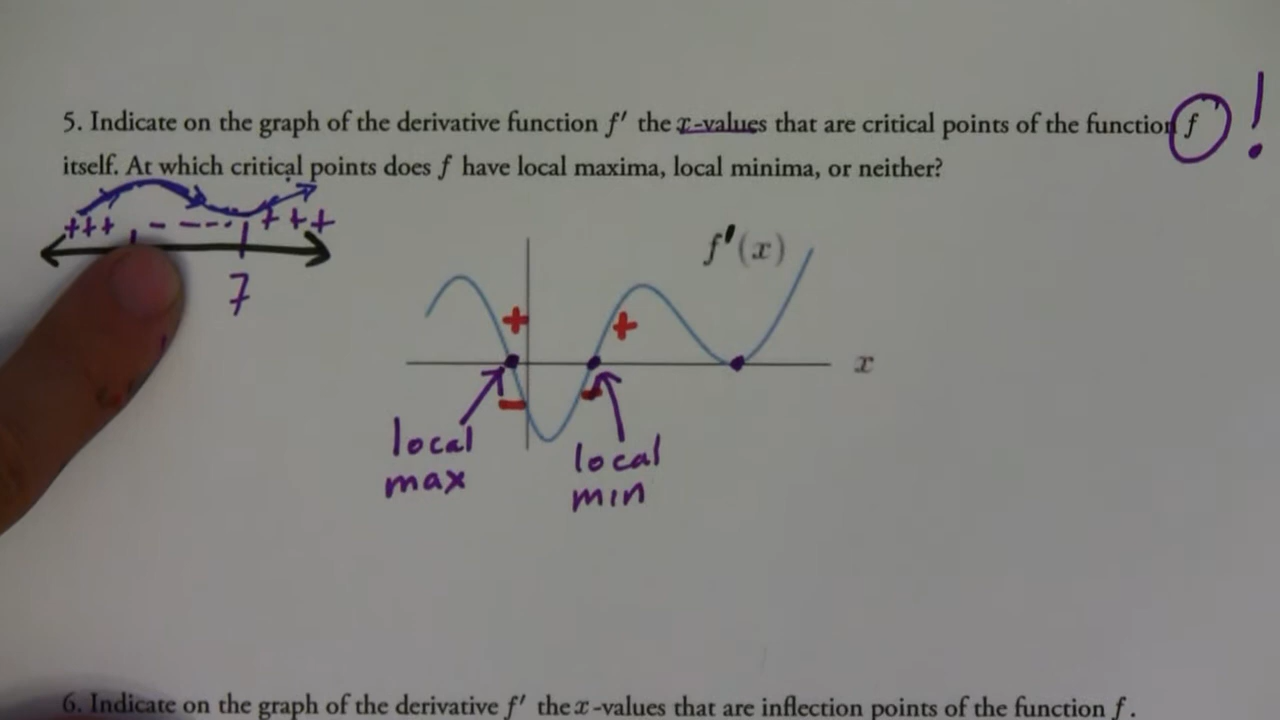 5. Indicate on the graph of the derivative function f′ the x-values that are critical points of the function f !
itself. At which critical points does f have local maxima, local minima, or neither?
+++ - ---- +++
7
f′(x)
+ +
x
- -
local
max
local
min
6. Indicate on the graph of the derivative f′ the x-values that are inflection points of the function f.